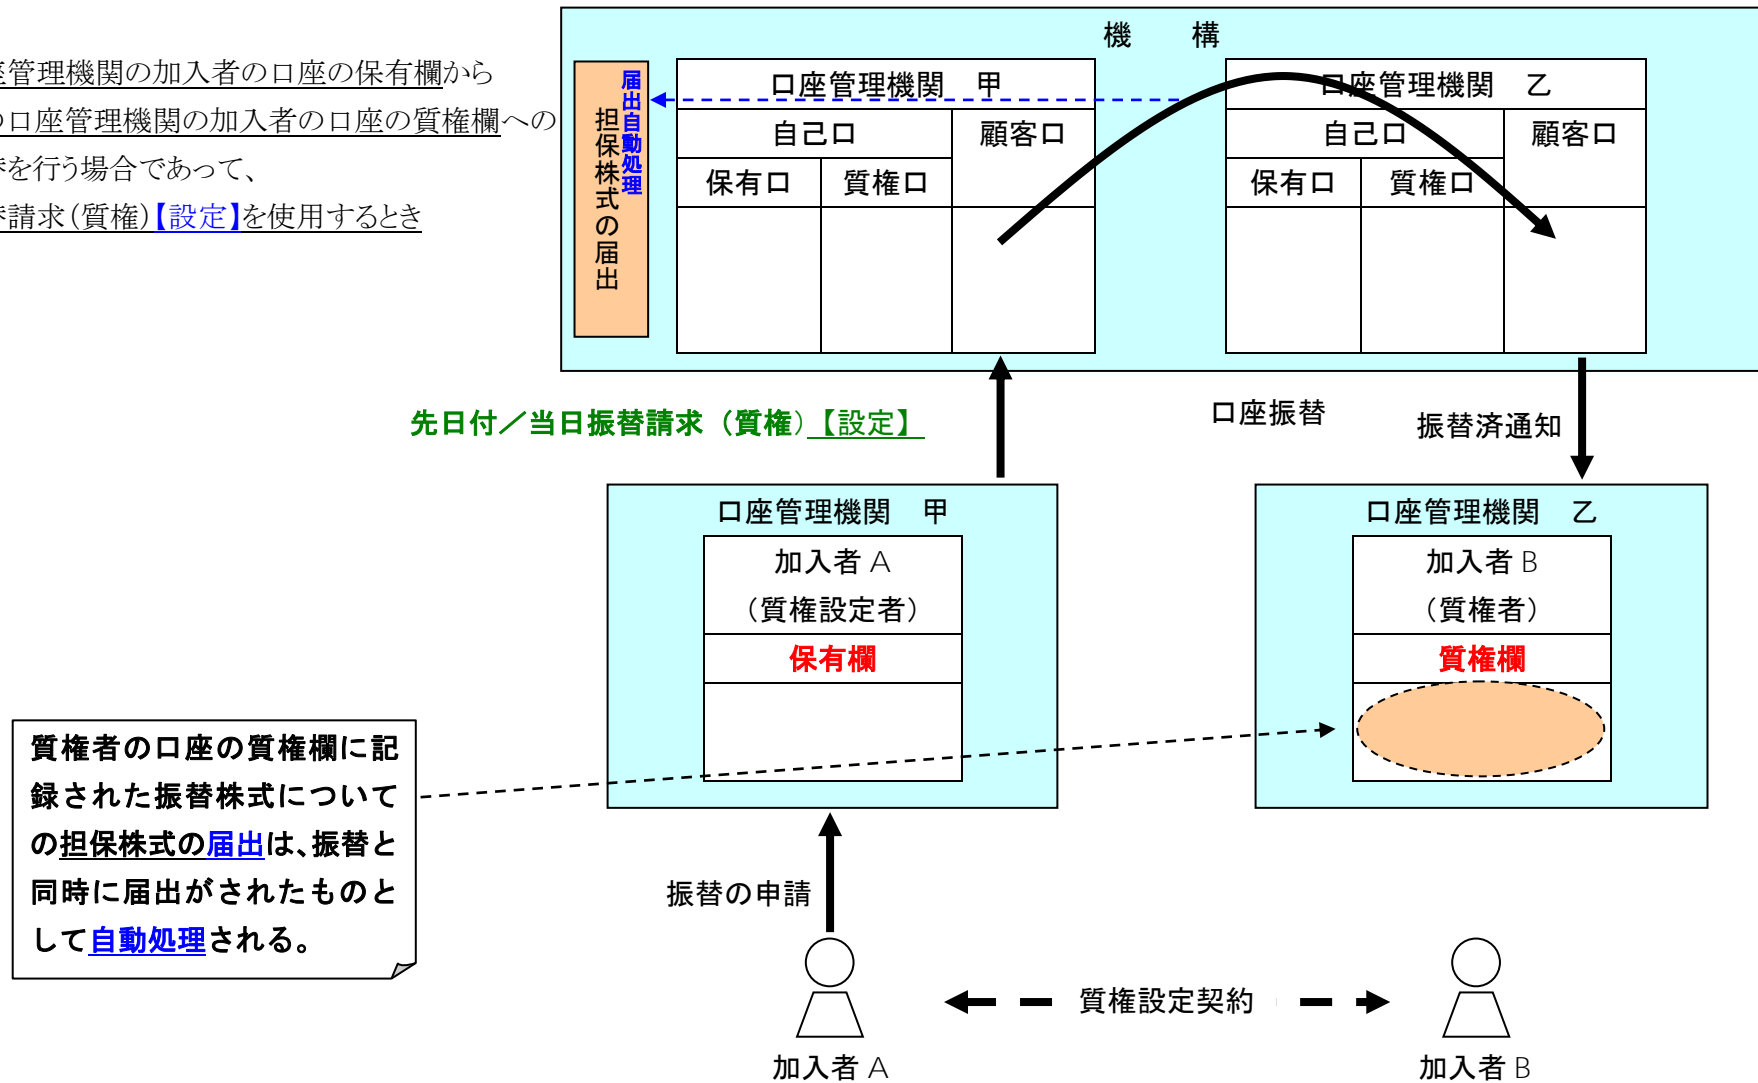 機　　構
座管理機関の加入者の口座の保有欄から
の口座管理機関の加入者の口座の質権欄への
を行う場合であって、
請求（質権）【設定】を使用するとき
担保株式の届出
届出自動処理
口座管理機関　甲
自己口
顧客口
保有口
質権口
口座管理機関　乙
自己口
顧客口
保有口
質権口
先日付／当日振替請求（質権）【設定】
口座振替
振替済通知
口座管理機関　甲
加入者 A
（質権設定者）
保有欄
口座管理機関　乙
加入者 B
（質権者）
質権欄
質権者の口座の質権欄に記
録された振替株式について
の担保株式の届出は、振替と
同時に届出がされたものと
して自動処理される。
振替の申請
質権設定契約
加入者 A
加入者 B